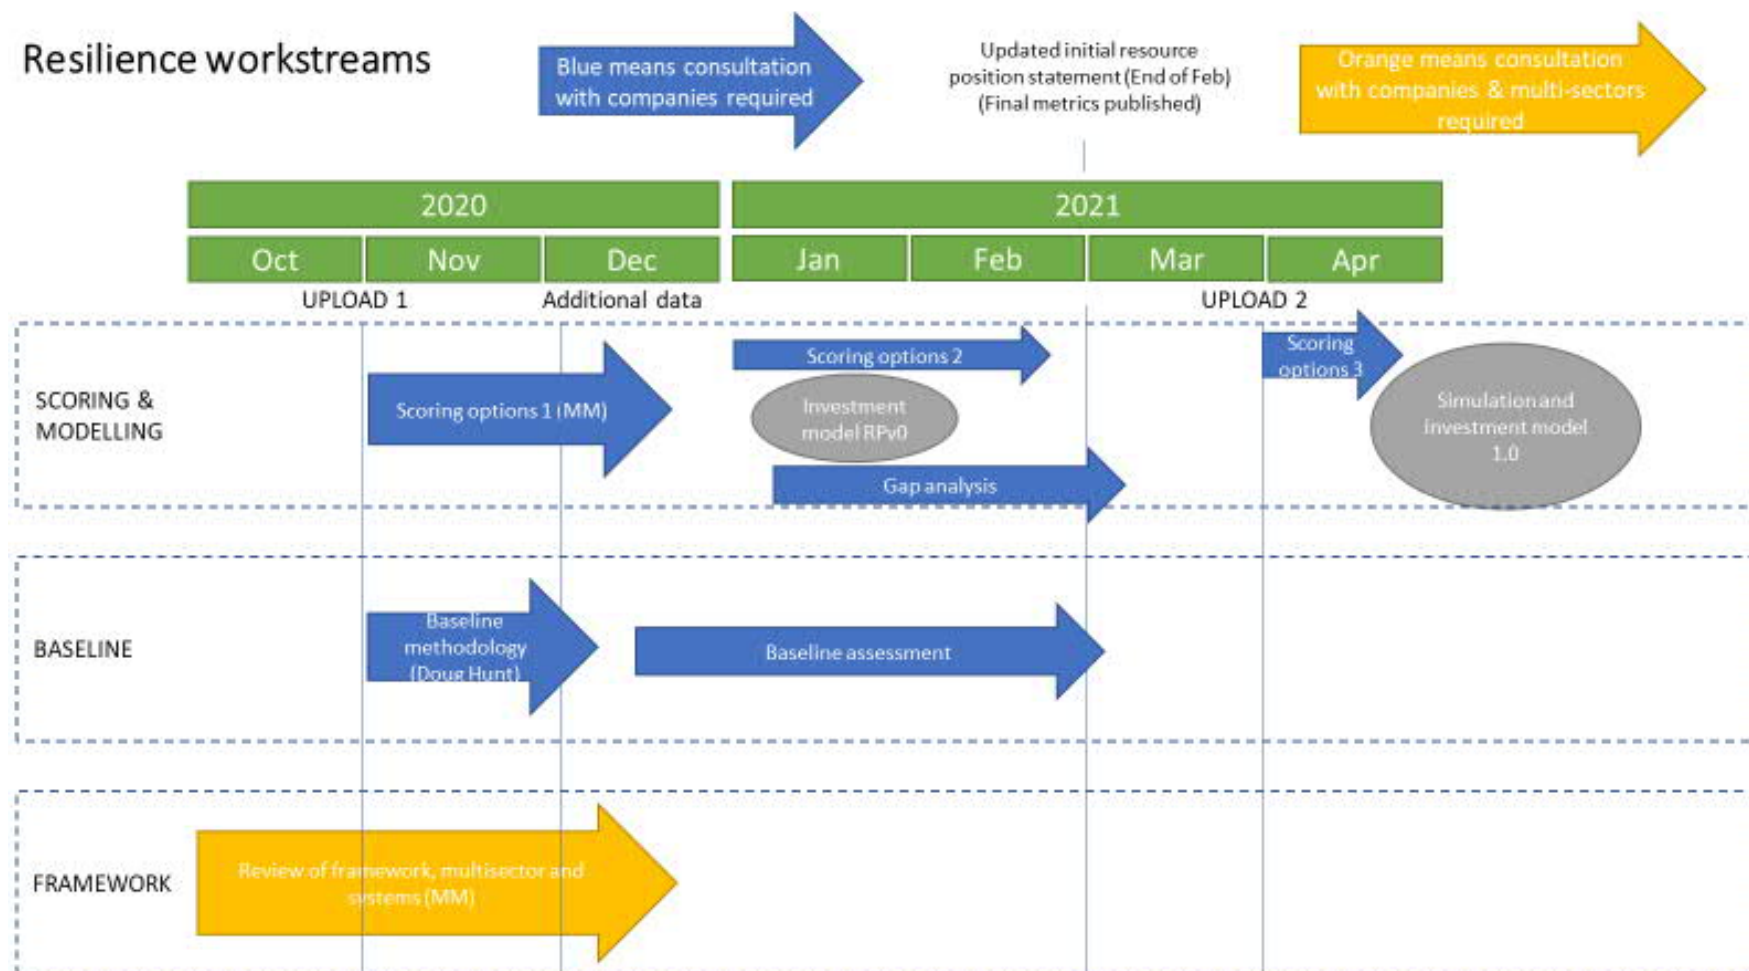 Resilience workstreams
Blue means consultation
with companies required
Updated initial resource
position statement (End of Feb)
(Final metrics published)
Orange means consultation
with companies & multi-sectors
required
2020
2021
Oct
Nov
Dec
Jan
Feb
Mar
Apr
UPLOAD 1
Additional data
UPLOAD 2
SCORING &
MODELLING
Scoring options 1 (MM)
Scoring options 2
Investment
model RPv0
Gap analysis
Scoring
options 3
Simulation and
investment model
1.0
BASELINE
Baseline
methodology
(Doug Hunt)
Baseline assessment
FRAMEWORK
Review of framework, multisector and
systems (MM)